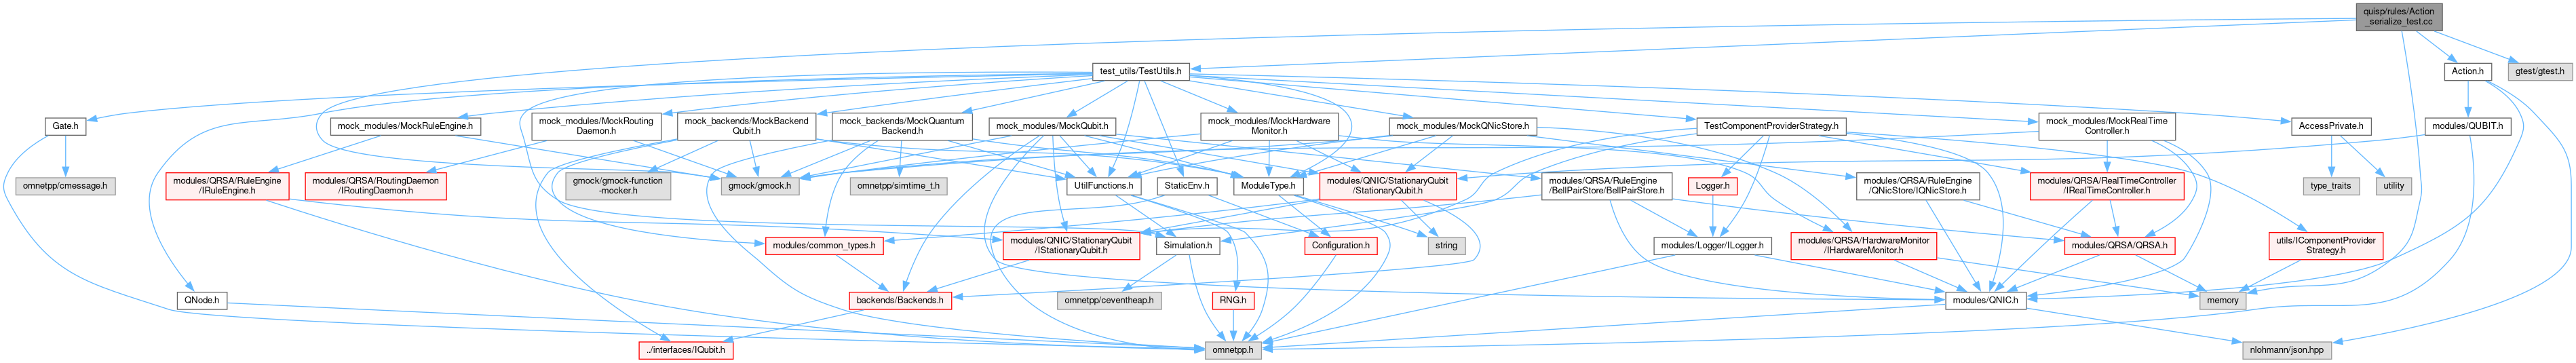 quisp/rules/Action
_serialize_test.cc
test_utils/TestUtils.h
Action.h
gtest/gtest.h
Gate.h
mock_modules/MockRuleEngine.h
mock_modules/MockRouting
Daemon.h
mock_backends/MockBackend
Qubit.h
mock_backends/MockQuantum
Backend.h
mock_modules/MockQubit.h
mock_modules/MockHardware
Monitor.h
mock_modules/MockQNicStore.h
TestComponentProviderStrategy.h
mock_modules/MockRealTime
Controller.h
AccessPrivate.h
modules/QUBIT.h
omnetpp/cmessage.h
modules/QRSA/RuleEngine
/IRuleEngine.h
modules/QRSA/RoutingDaemon
/IRoutingDaemon.h
gmock/gmock-function
-mocker.h
gmock/gmock.h
omnetpp/simtime_t.h
UtilFunctions.h
StaticEnv.h
ModuleType.h
modules/QNIC/StationaryQubit
/StationaryQubit.h
modules/QRSA/RuleEngine
/BellPairStore/BellPairStore.h
Logger.h
modules/QRSA/RuleEngine
/QNicStore/IQNicStore.h
modules/QRSA/RealTimeController
/IRealTimeController.h
type_traits
utility
modules/common_types.h
modules/QNIC/StationaryQubit
/IStationaryQubit.h
Simulation.h
Configuration.h
string
modules/Logger/ILogger.h
modules/QRSA/HardwareMonitor
/IHardwareMonitor.h
modules/QRSA/QRSA.h
utils/IComponentProvider
Strategy.h
QNode.h
backends/Backends.h
omnetpp/ceventheap.h
RNG.h
modules/QNIC.h
memory
../interfaces/IQubit.h
omnetpp.h
nlohmann/json.hpp